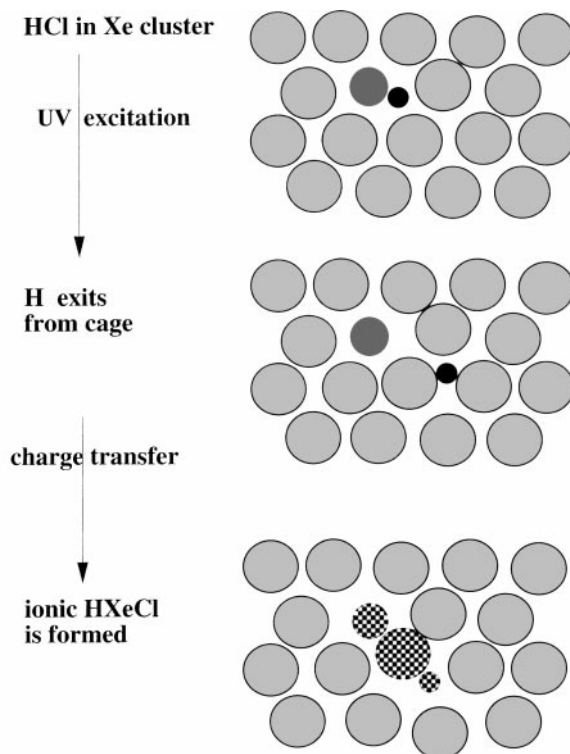 HCl in Xe cluster
UV excitation
H exits
from cage
charge transfer
ionic HXeCl
is formed